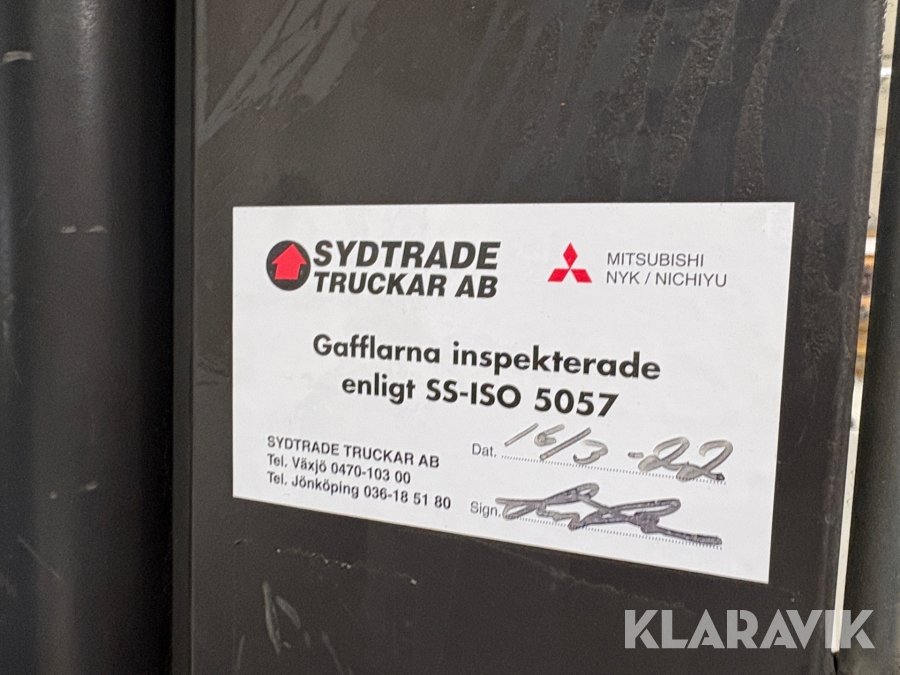 SYDTRADE
TRUCKAR AB
MITSUBISHI
NYK / NICHIYU
Gafflarna inspekterade
enligt SS-ISO 5057
SYDTRADE TRUCKAR AB
Tel. Växjö 0470-103 00
Tel. Jönköping 036-18 51 80
Dat. 16/3 -22
Sign.
KLARAVIK